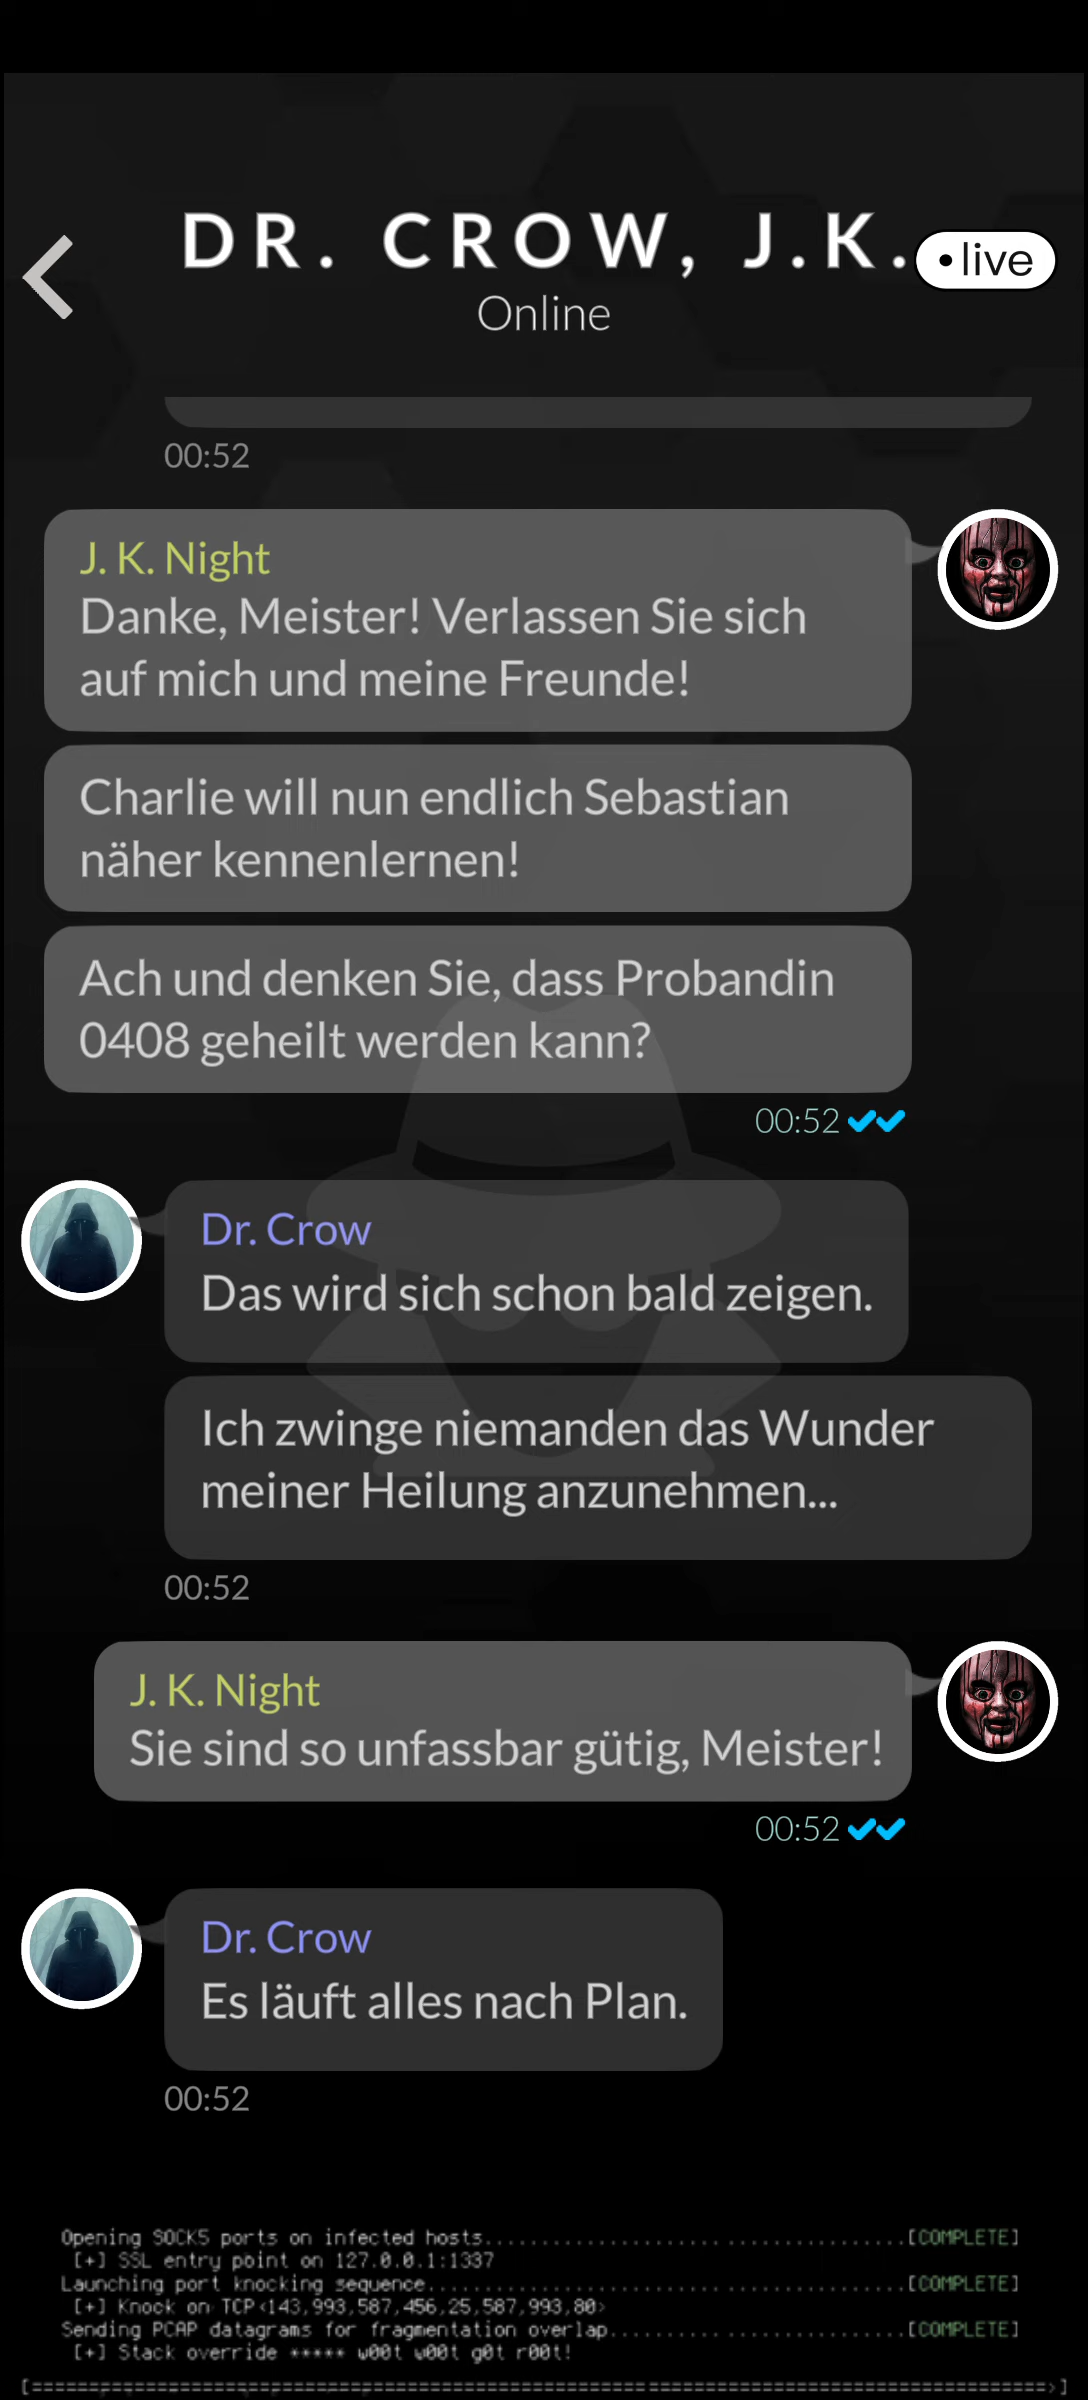 DR. CROW, J.K.
•live
Online
00:52
J. K. Night
Danke, Meister! Verlassen Sie sich
auf mich und meine Freunde!
Charlie will nun endlich Sebastian
näher kennenlernen!
Ach und denken Sie, dass Probandin
0408 geheilt werden kann?
00:52
Dr. Crow
Das wird sich schon bald zeigen.
Ich zwinge niemanden das Wunder
meiner Heilung anzunehmen...
00:52
J. K. Night
Sie sind so unfassbar gütig, Meister!
00:52
Dr. Crow
Es läuft alles nach Plan.
00:52
Opening SOCK5 ports on infected hosts.......................................[COMPLETE]
[+] SSL entry point on 127.0.0.1:1337
Launching port knocking sequence............................................[COMPLETE]
[+] Knock on TCP<143,993,587,456,25,587,993,80>
Sending PCAP datagrams for fragmentation overlap...........................[COMPLETE]
[+] Stack override ***** w00t w00t g0t r00t!
[====================================================================================>]